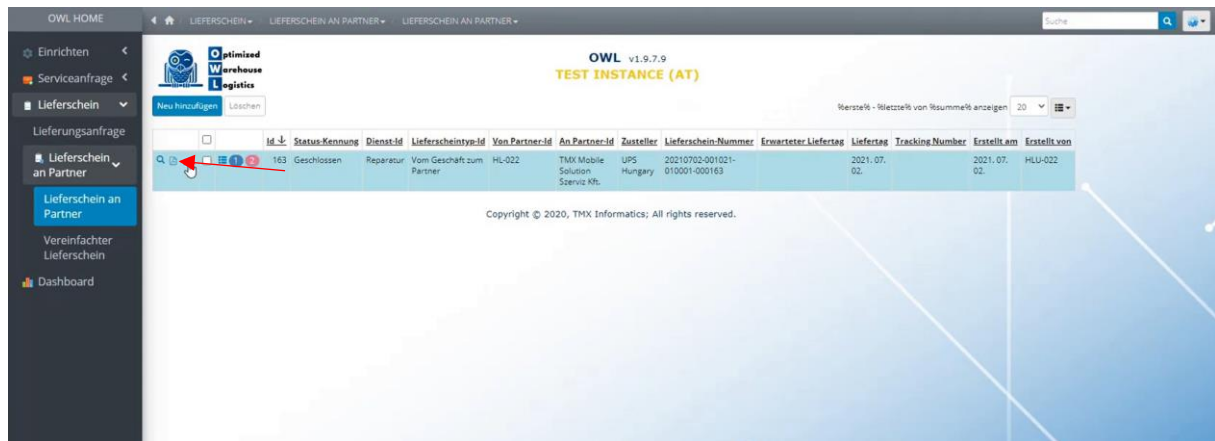 OWL HOME
LIEFERSCHEIN LIEFERSCHEIN AN PARTNER LIEFERSCHEIN AN PARTNER
Suche
Einrichten
Serviceanfrage
Lieferschein
Lieferungsanfrage
Lieferschein
an Partner
Lieferschein an
Partner
Vereinfachter
Lieferschein
Dashboard
Optimized
Warehouse
Logistics
OWL v1.9.7.9
TEST INSTANCE (AT)
Neu hinzufügen Löschen
%erste% - %letzte% von %summe% anzeigen 20
Id Status-Kennung Dienst-Id Lieferscheintyp-Id Von Partner-Id An Partner-Id Zusteller Lieferschein-Nummer Erwarteter Liefertag Liefertag Tracking Number Erstellt am Erstellt von
1 2 163 Geschlossen Reparatur Vom Geschäft zum HL-022 TMX Mobile UPS 20210702-001021- 2021. 07. 2021. 07. HLU-022
Partner Solution Hungary 010001-000163 02. 02.
Szerviz Kft.
Copyright © 2020, TMX Informatics; All rights reserved.